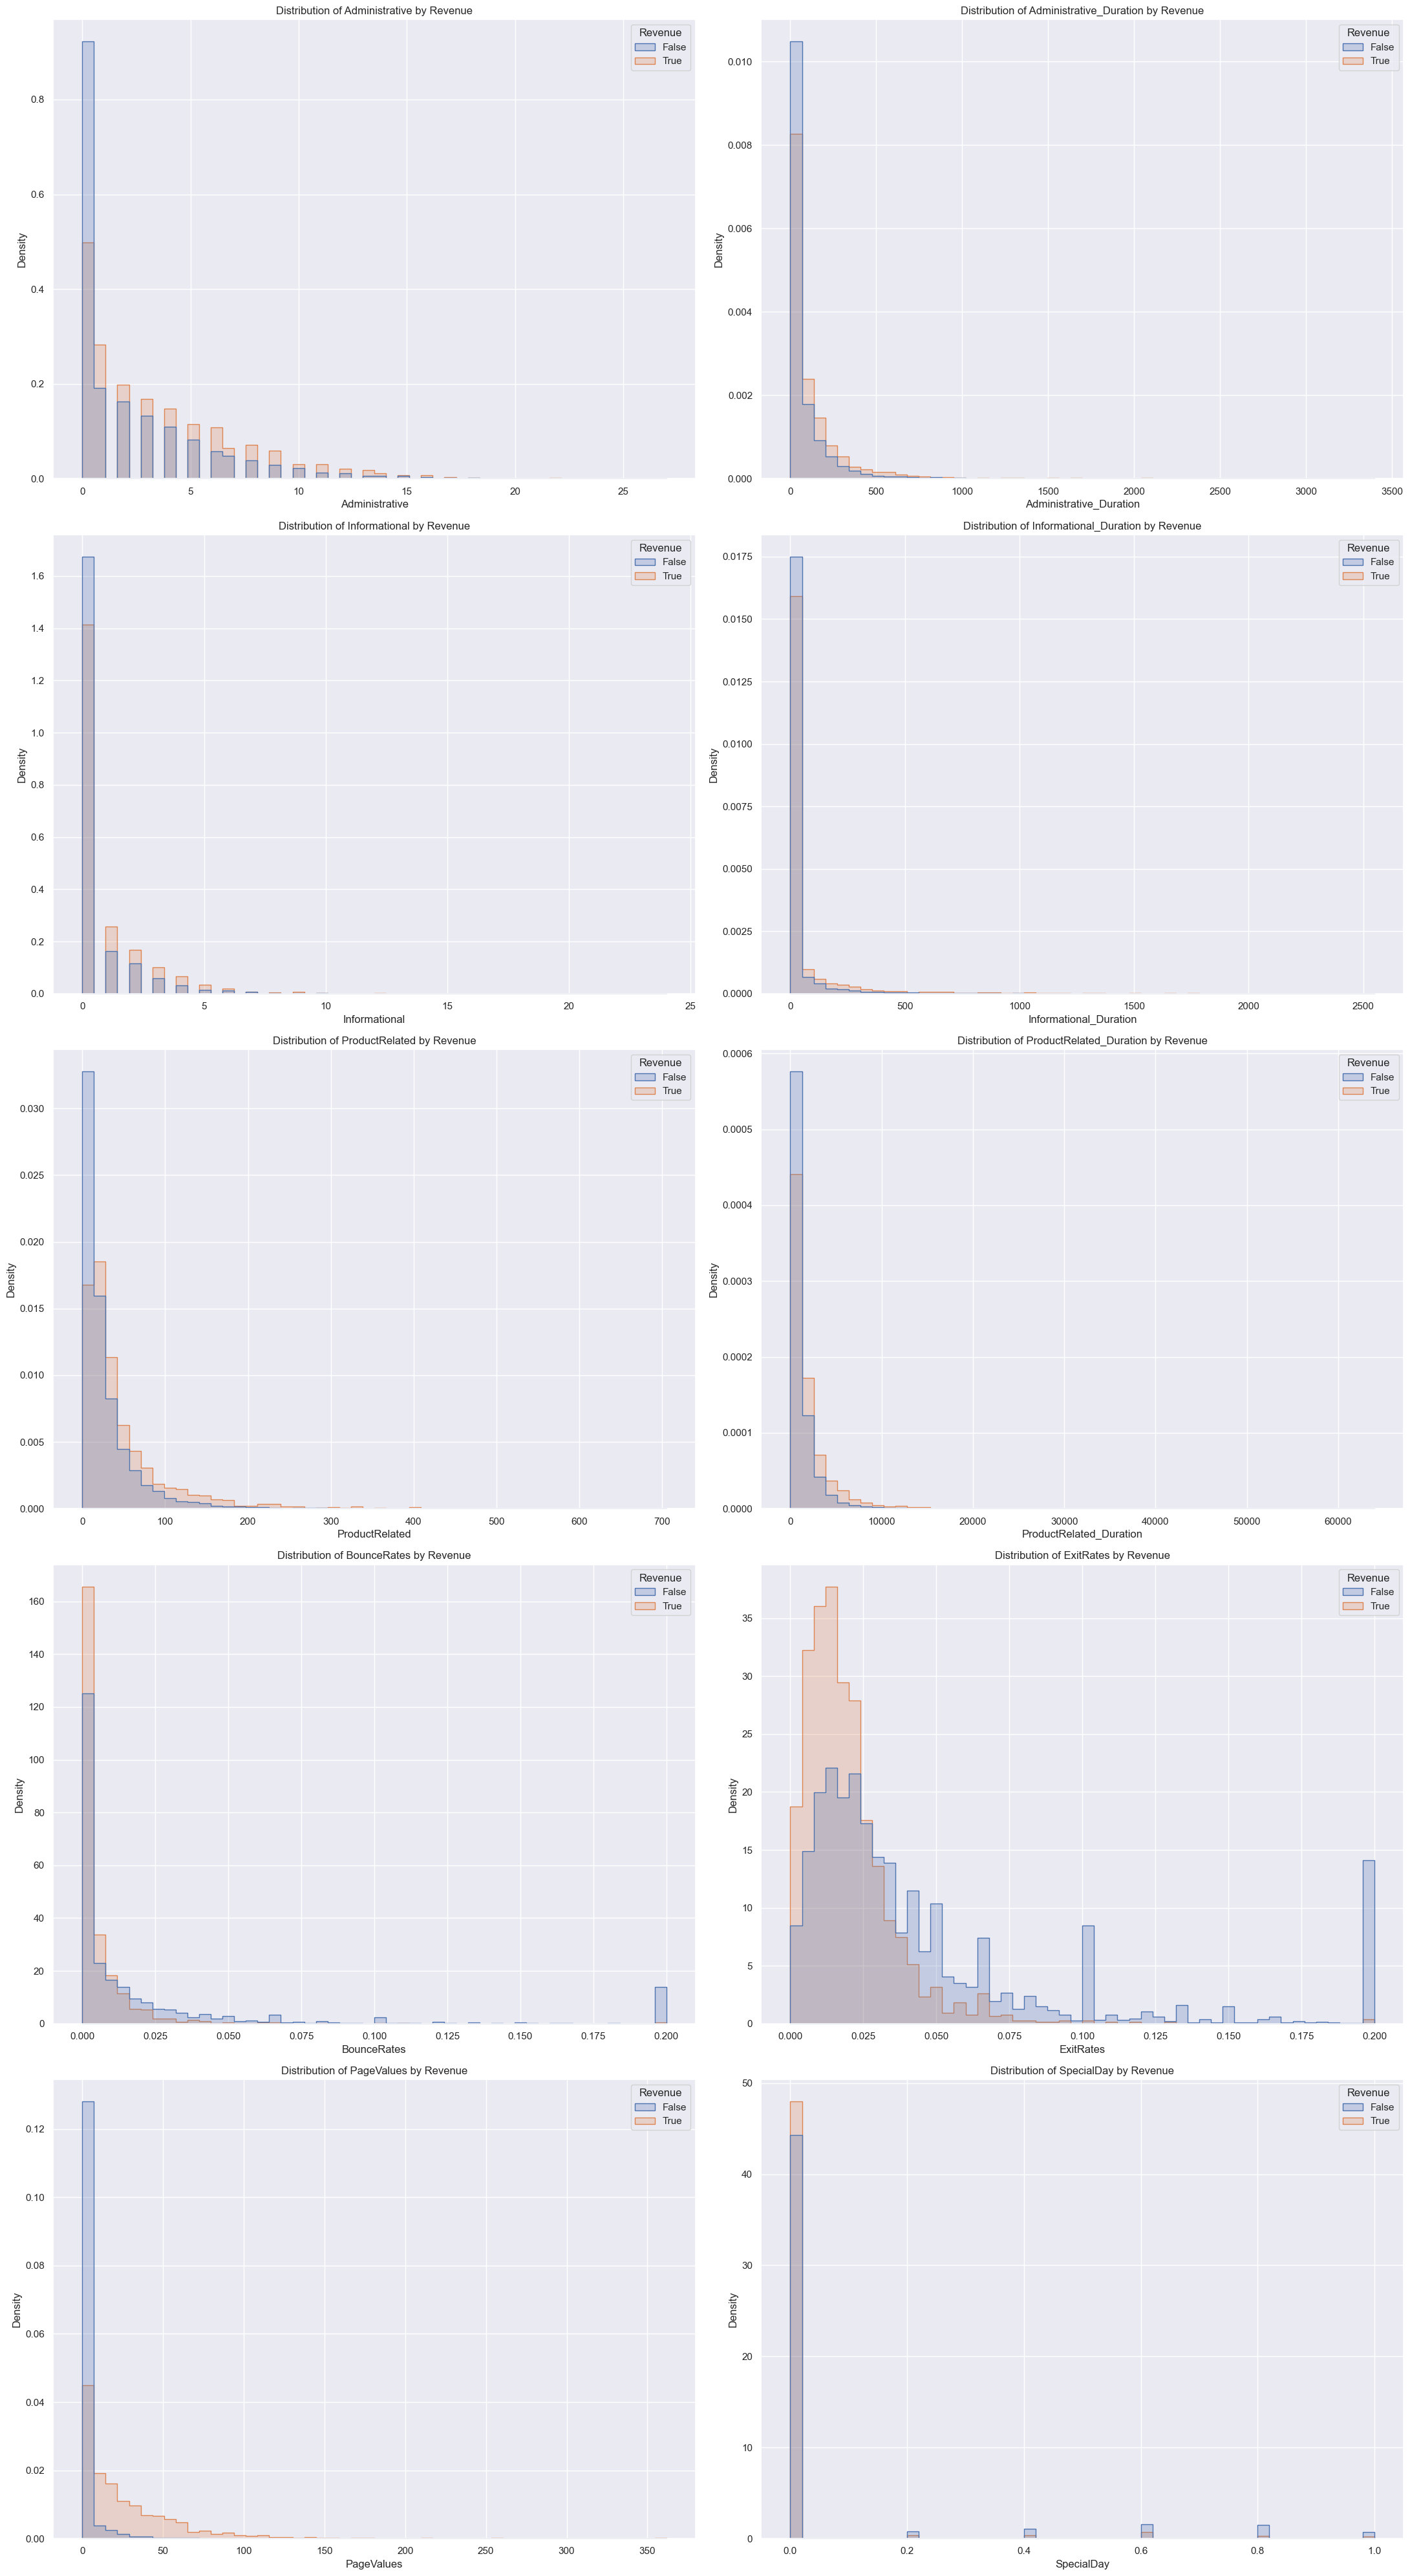 Distribution of Administrative by Revenue
Density
0.8
0.6
0.4
0.2
0.0
0 5 10 15 20 25
Administrative
Revenue
False
True
Distribution of Administrative_Duration by Revenue
Density
0.010
0.008
0.006
0.004
0.002
0.000
0 500 1000 1500 2000 2500 3000 3500
Administrative_Duration
Revenue
False
True
Distribution of Informational by Revenue
Density
1.6
1.4
1.2
1.0
0.8
0.6
0.4
0.2
0.0
0 5 10 15 20 25
Informational
Revenue
False
True
Distribution of Informational_Duration by Revenue
Density
0.0175
0.0150
0.0125
0.0100
0.0075
0.0050
0.0025
0.0000
0 500 1000 1500 2000 2500
Informational_Duration
Revenue
False
True
Distribution of ProductRelated by Revenue
Density
0.030
0.025
0.020
0.015
0.010
0.005
0.000
0 100 200 300 400 500 600 700
ProductRelated
Revenue
False
True
Distribution of ProductRelated_Duration by Revenue
Density
0.0006
0.0005
0.0004
0.0003
0.0002
0.0001
0.0000
0 10000 20000 30000 40000 50000 60000
ProductRelated_Duration
Revenue
False
True
Distribution of BounceRates by Revenue
Density
160
140
120
100
80
60
40
20
0
0.000 0.025 0.050 0.075 0.100 0.125 0.150 0.175 0.200
BounceRates
Revenue
False
True
Distribution of ExitRates by Revenue
Density
35
30
25
20
15
10
5
0
0.000 0.025 0.050 0.075 0.100 0.125 0.150 0.175 0.200
ExitRates
Revenue
False
True
Distribution of PageValues by Revenue
Density
0.12
0.10
0.08
0.06
0.04
0.02
0.00
0 50 100 150 200 250 300 350
PageValues
Revenue
False
True
Distribution of SpecialDay by Revenue
Density
50
40
30
20
10
0
0.0 0.2 0.4 0.6 0.8 1.0
SpecialDay
Revenue
False
True